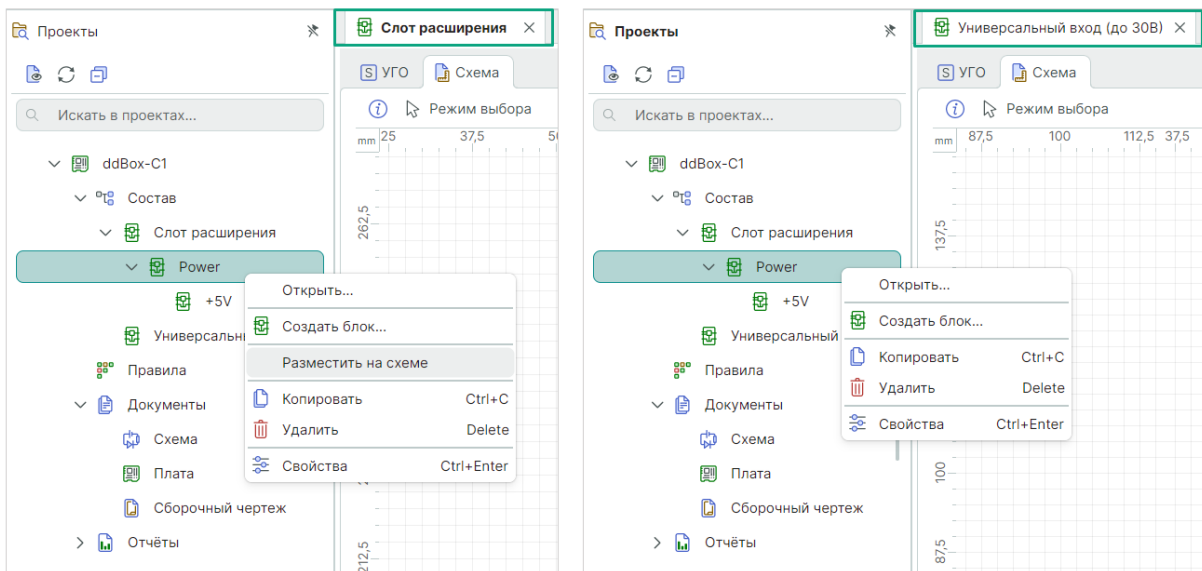 Проекты
Слот расширения
УГО
Схема
Искать в проектах...
Режим выбора
mm 25 37,5
ddBox-C1
Состав
Слот расширения
262,5
Power
+5V
Универсальн
Правила
Документы
Схема
Плата
Сборочный чертеж
Отчёты
212,5
Открыть...
Создать блок...
Разместить на схеме
Копировать Ctrl+C
Удалить Delete
Свойства Ctrl+Enter
Проекты
Универсальный вход (до 30В)
УГО
Схема
Искать в проектах...
Режим выбора
mm 87,5 100 112,5 37,5
ddBox-C1
Состав
Слот расширения
137,5
Power
+5V
Универсальный
Правила
Документы
Схема
Плата
100
Сборочный чертеж
Отчёты
87,5
Открыть...
Создать блок...
Копировать Ctrl+C
Удалить Delete
Свойства Ctrl+Enter